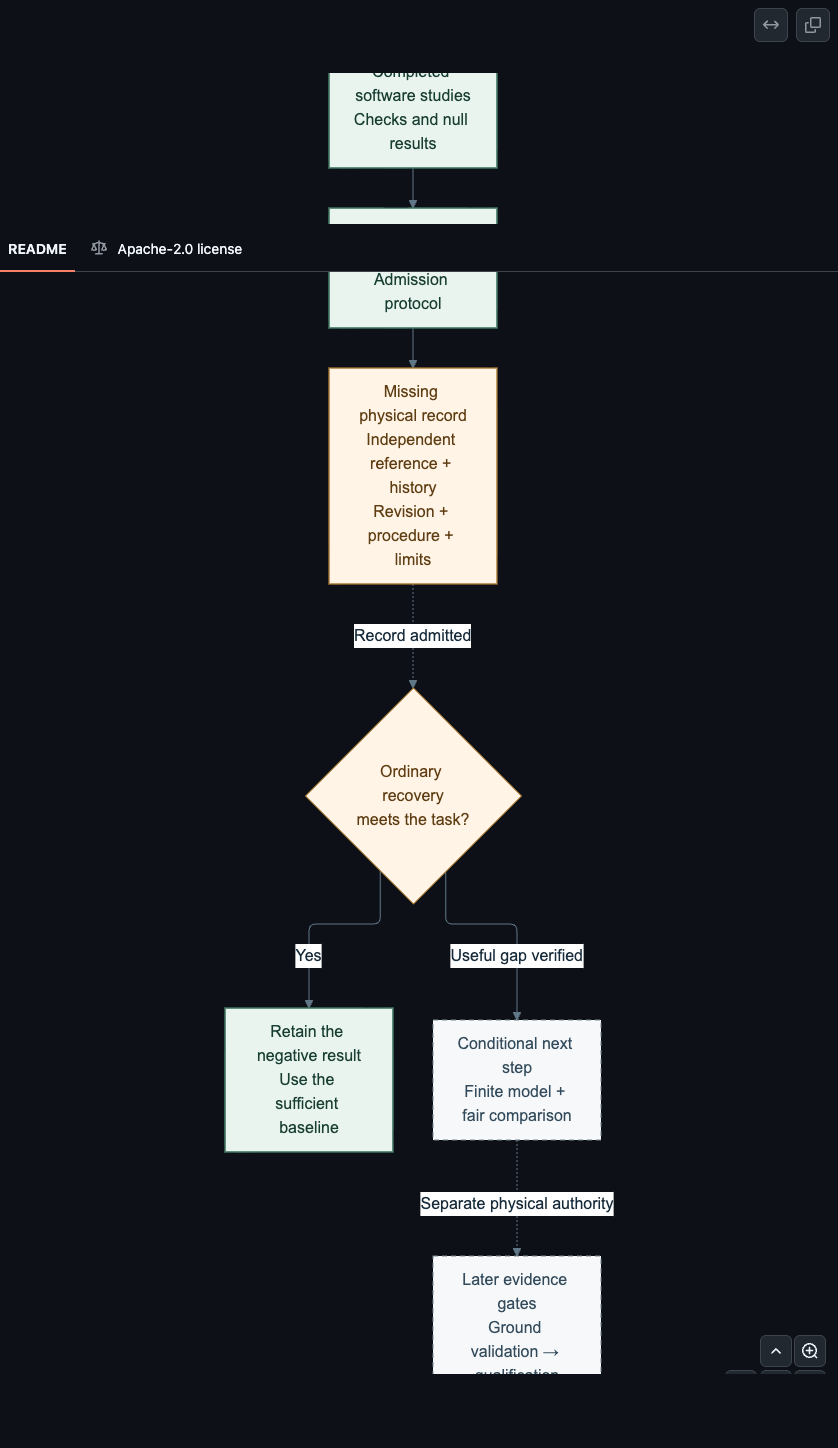 Completed
software studies
Checks and null
results
README
Apache-2.0 license
Admission
protocol
Missing
physical record
Independent
reference +
history
Revision +
procedure +
limits
Record admitted
Ordinary
recovery
meets the task?
Yes
Useful gap verified
Retain the
negative result
Use the
sufficient
baseline
Conditional next
step
Finite model +
fair comparison
Separate physical authority
Later evidence
gates
Ground
validation →
qualification